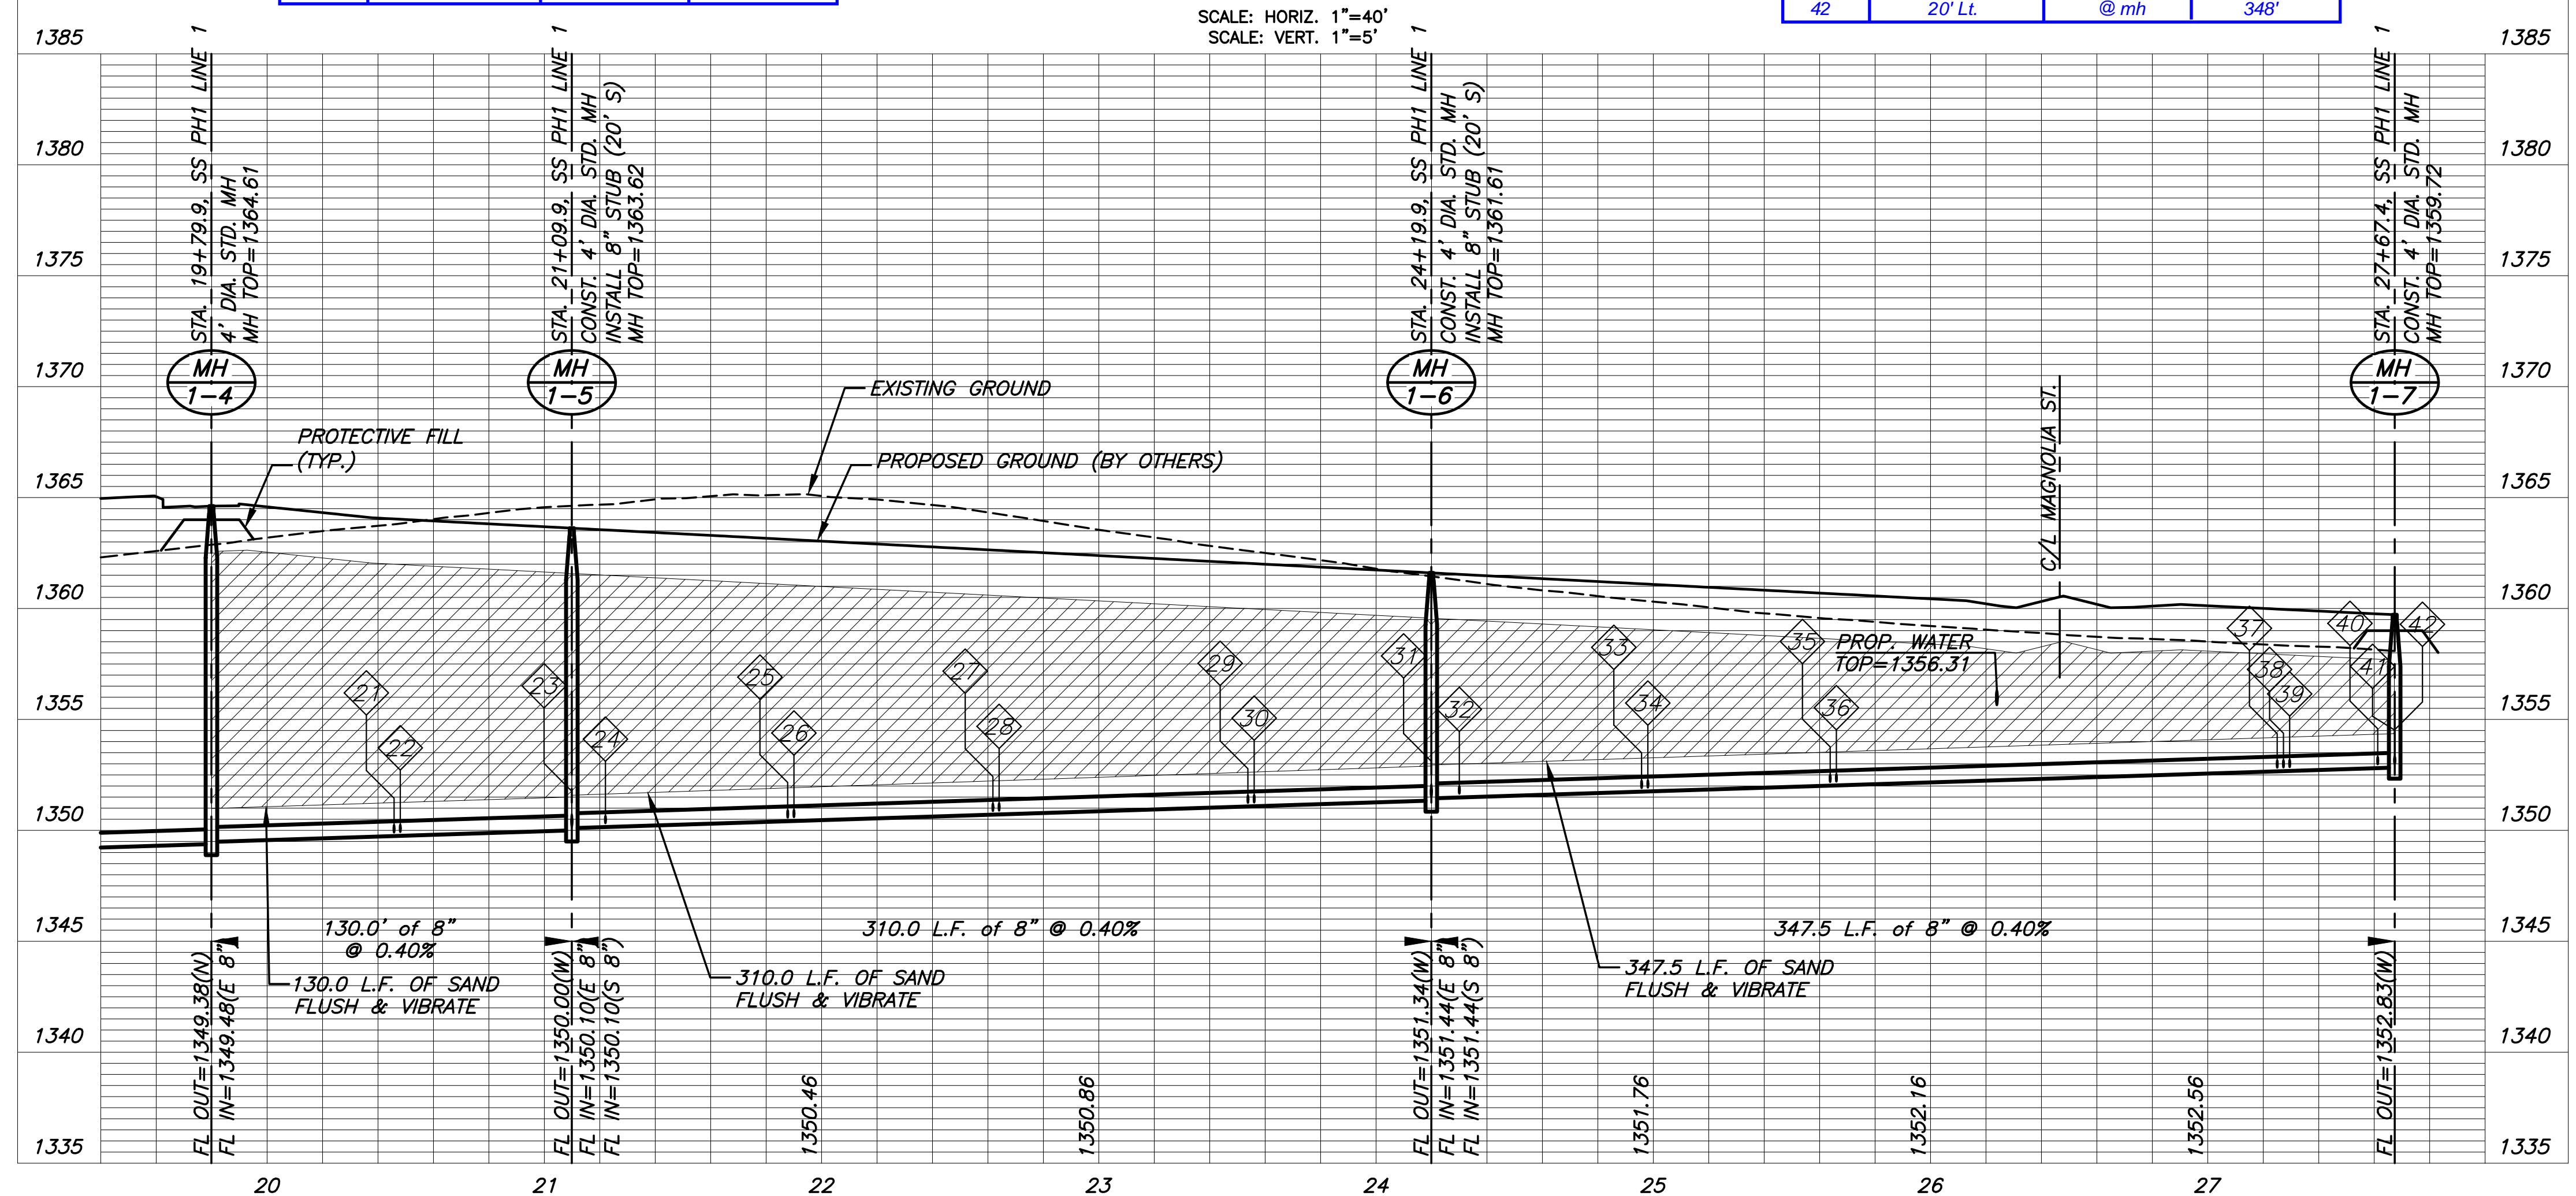 SCALE: HORIZ. 1"=40'
SCALE: VERT. 1"=5'
42 20' Lt. @ mh 348'
1385 1385
1380 1380
1375 1375
1370 1370
1365 1365
1360 1360
1355 1355
1350 1350
1345 1345
1340 1340
1335 1335
STA. 19+79.9, SS PH1 LINE 1
4' DIA. STD. MH
MH TOP=1364.61
STA. 21+09.9, SS PH1 LINE 1
CONST. 4' DIA. STD. MH
INSTALL 8" STUB (20' S)
MH TOP=1363.62
STA. 24+19.9, SS PH1 LINE 1
CONST. 4' DIA. STD. MH
INSTALL 8" STUB (20' S)
MH TOP=1361.61
STA. 27+67.4, SS PH1 LINE 1
CONST. 4' DIA. STD. MH
MH TOP=1359.72
MH
1-4
MH
1-5
MH
1-6
MH
1-7
EXISTING GROUND
PROTECTIVE FILL
(TYP.)
PROPOSED GROUND (BY OTHERS)
C/L MAGNOLIA ST.
PROP. WATER
TOP=1356.31
21
22
23
24
25
26
27
28
29
30
31
32
33
34
35
36
37
38
39
40
41
42
130.0' of 8"
@ 0.40%
310.0 L.F. of 8" @ 0.40%
347.5 L.F. of 8" @ 0.40%
130.0 L.F. OF SAND
FLUSH & VIBRATE
310.0 L.F. OF SAND
FLUSH & VIBRATE
347.5 L.F. OF SAND
FLUSH & VIBRATE
FL OUT=1349.38(N)
FL IN=1349.48(E 8")
FL OUT=1350.00(W)
FL IN=1350.10(E 8")
FL IN=1350.10(S 8")
1350.46
1350.86
FL OUT=1351.34(W)
FL IN=1351.44(E 8")
FL IN=1351.44(S 8")
1351.76
1352.16
1352.56
FL OUT=1352.83(W)
20 21 22 23 24 25 26 27